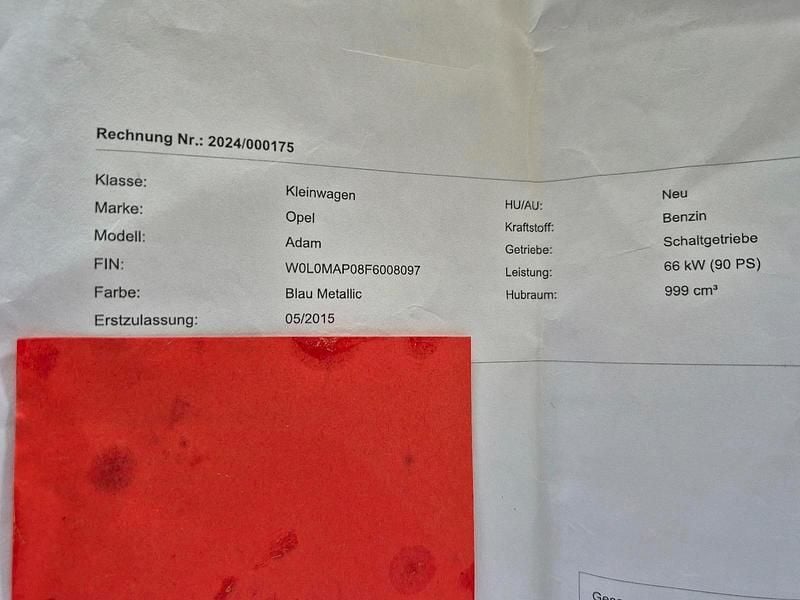 Rechnung Nr.: 2024/000175
Klasse: Kleinwagen
Marke: Opel
Modell: Adam
FIN: W0L0MAP08F6008097
Farbe: Blau Metallic
Erstzulassung: 05/2015
HU/AU: Neu
Kraftstoff: Benzin
Getriebe: Schaltgetriebe
Leistung: 66 kW (90 PS)
Hubraum: 999 cm³